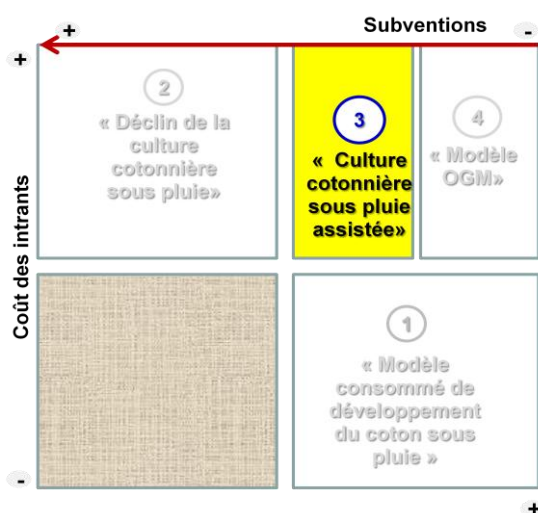 Subventions
+
-
+
Coût des intrants
-
2
« Déclin de la
culture
cotonnière
sous pluie»
3
« Culture
cotonnière
sous pluie
assistée»
4
« Modèle
OGM»
1
« Modèle
consommé de
développement
du coton sous
pluie »
+